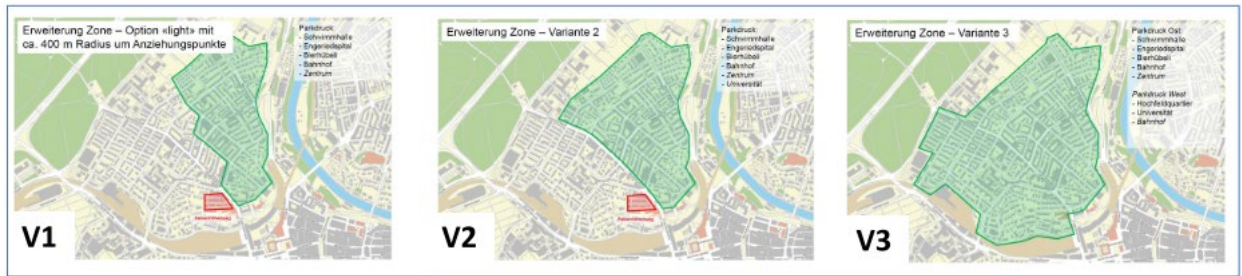 Erweiterung Zone – Option «light» mit
ca. 400 m Radius um Anziehungspunkte
Parkdruck
- Schwimmhalle
- Engeriedspital
- Bierhübeli
- Bahnhof
- Zentrum
V1
Erweiterung Zone – Variante 2
Parkdruck
- Schwimmhalle
- Engeriedspital
- Bierhübeli
- Bahnhof
- Zentrum
- Universität
V2
Erweiterung Zone – Variante 3
Parkdruck Ost:
- Schwimmhalle
- Engeriedspital
- Bierhübeli
- Bahnhof
- Zentrum
Parkdruck West
- Hochfeldquartier
- Universität
- Bahnhof
V3